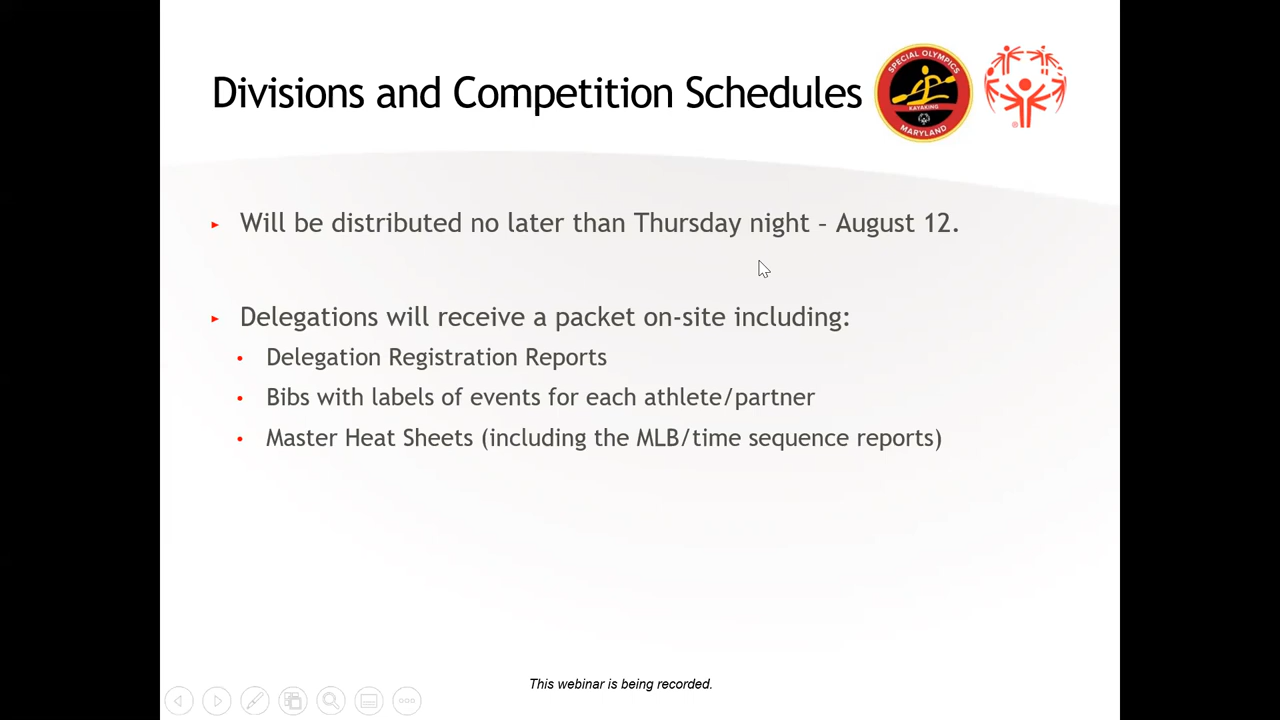 Divisions and Competition Schedules
SPECIAL OLYMPICS
KAYAKING
MARYLAND
Will be distributed no later than Thursday night – August 12.
Delegations will receive a packet on-site including:
Delegation Registration Reports
Bibs with labels of events for each athlete/partner
Master Heat Sheets (including the MLB/time sequence reports)
This webinar is being recorded.